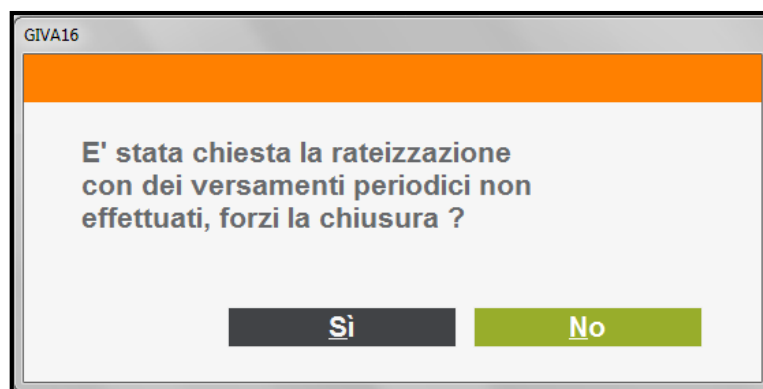 GIVA16
E' stata chiesta la rateizzazione
con dei versamenti periodici non
effettuati, forzi la chiusura ?
Sì
No